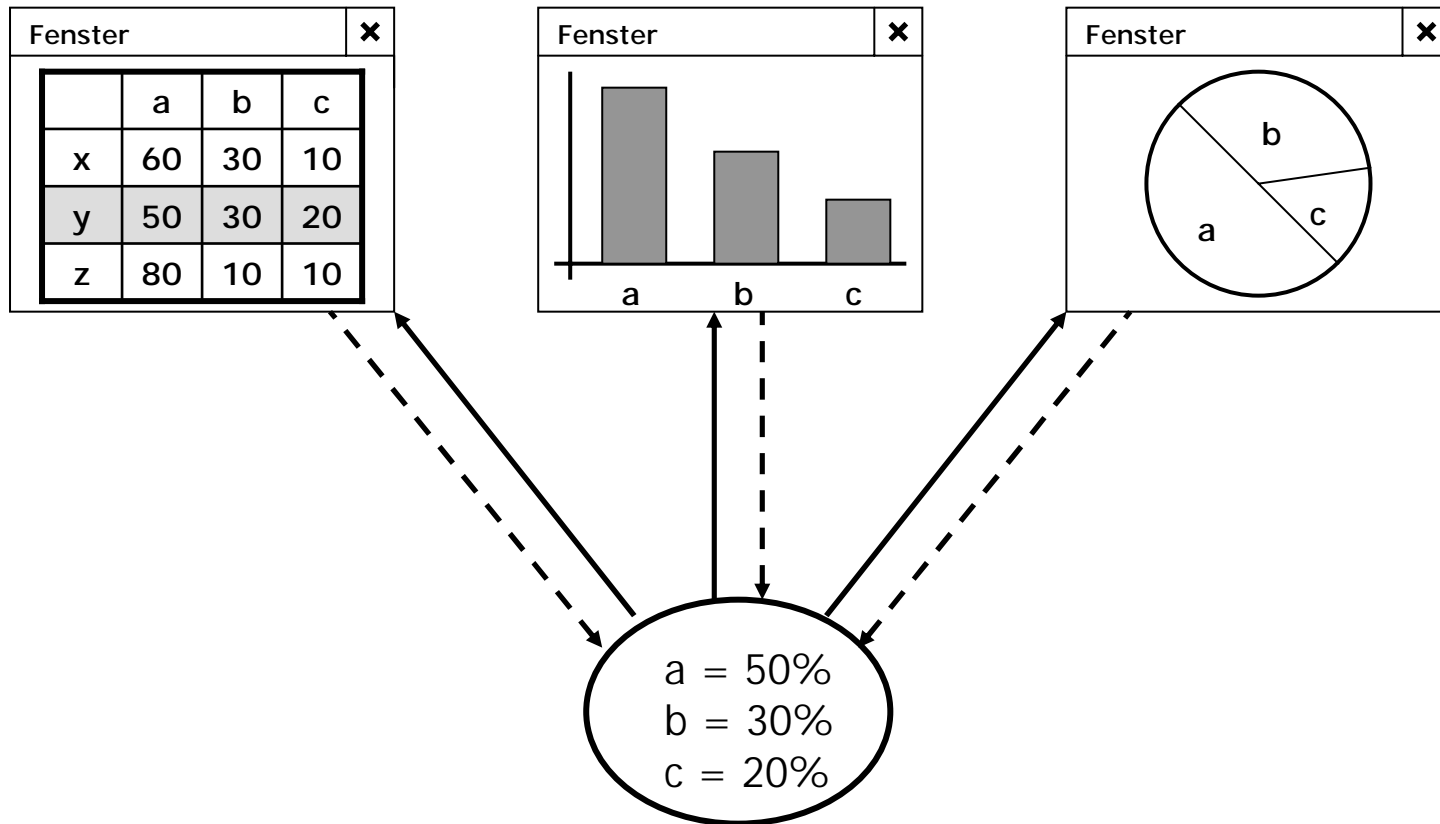 Fenster ×
a b c
x 60 30 10
y 50 30 20
z 80 10 10
Fenster ×
a b c
Fenster ×
b
c
a
a = 50%
b = 30%
c = 20%